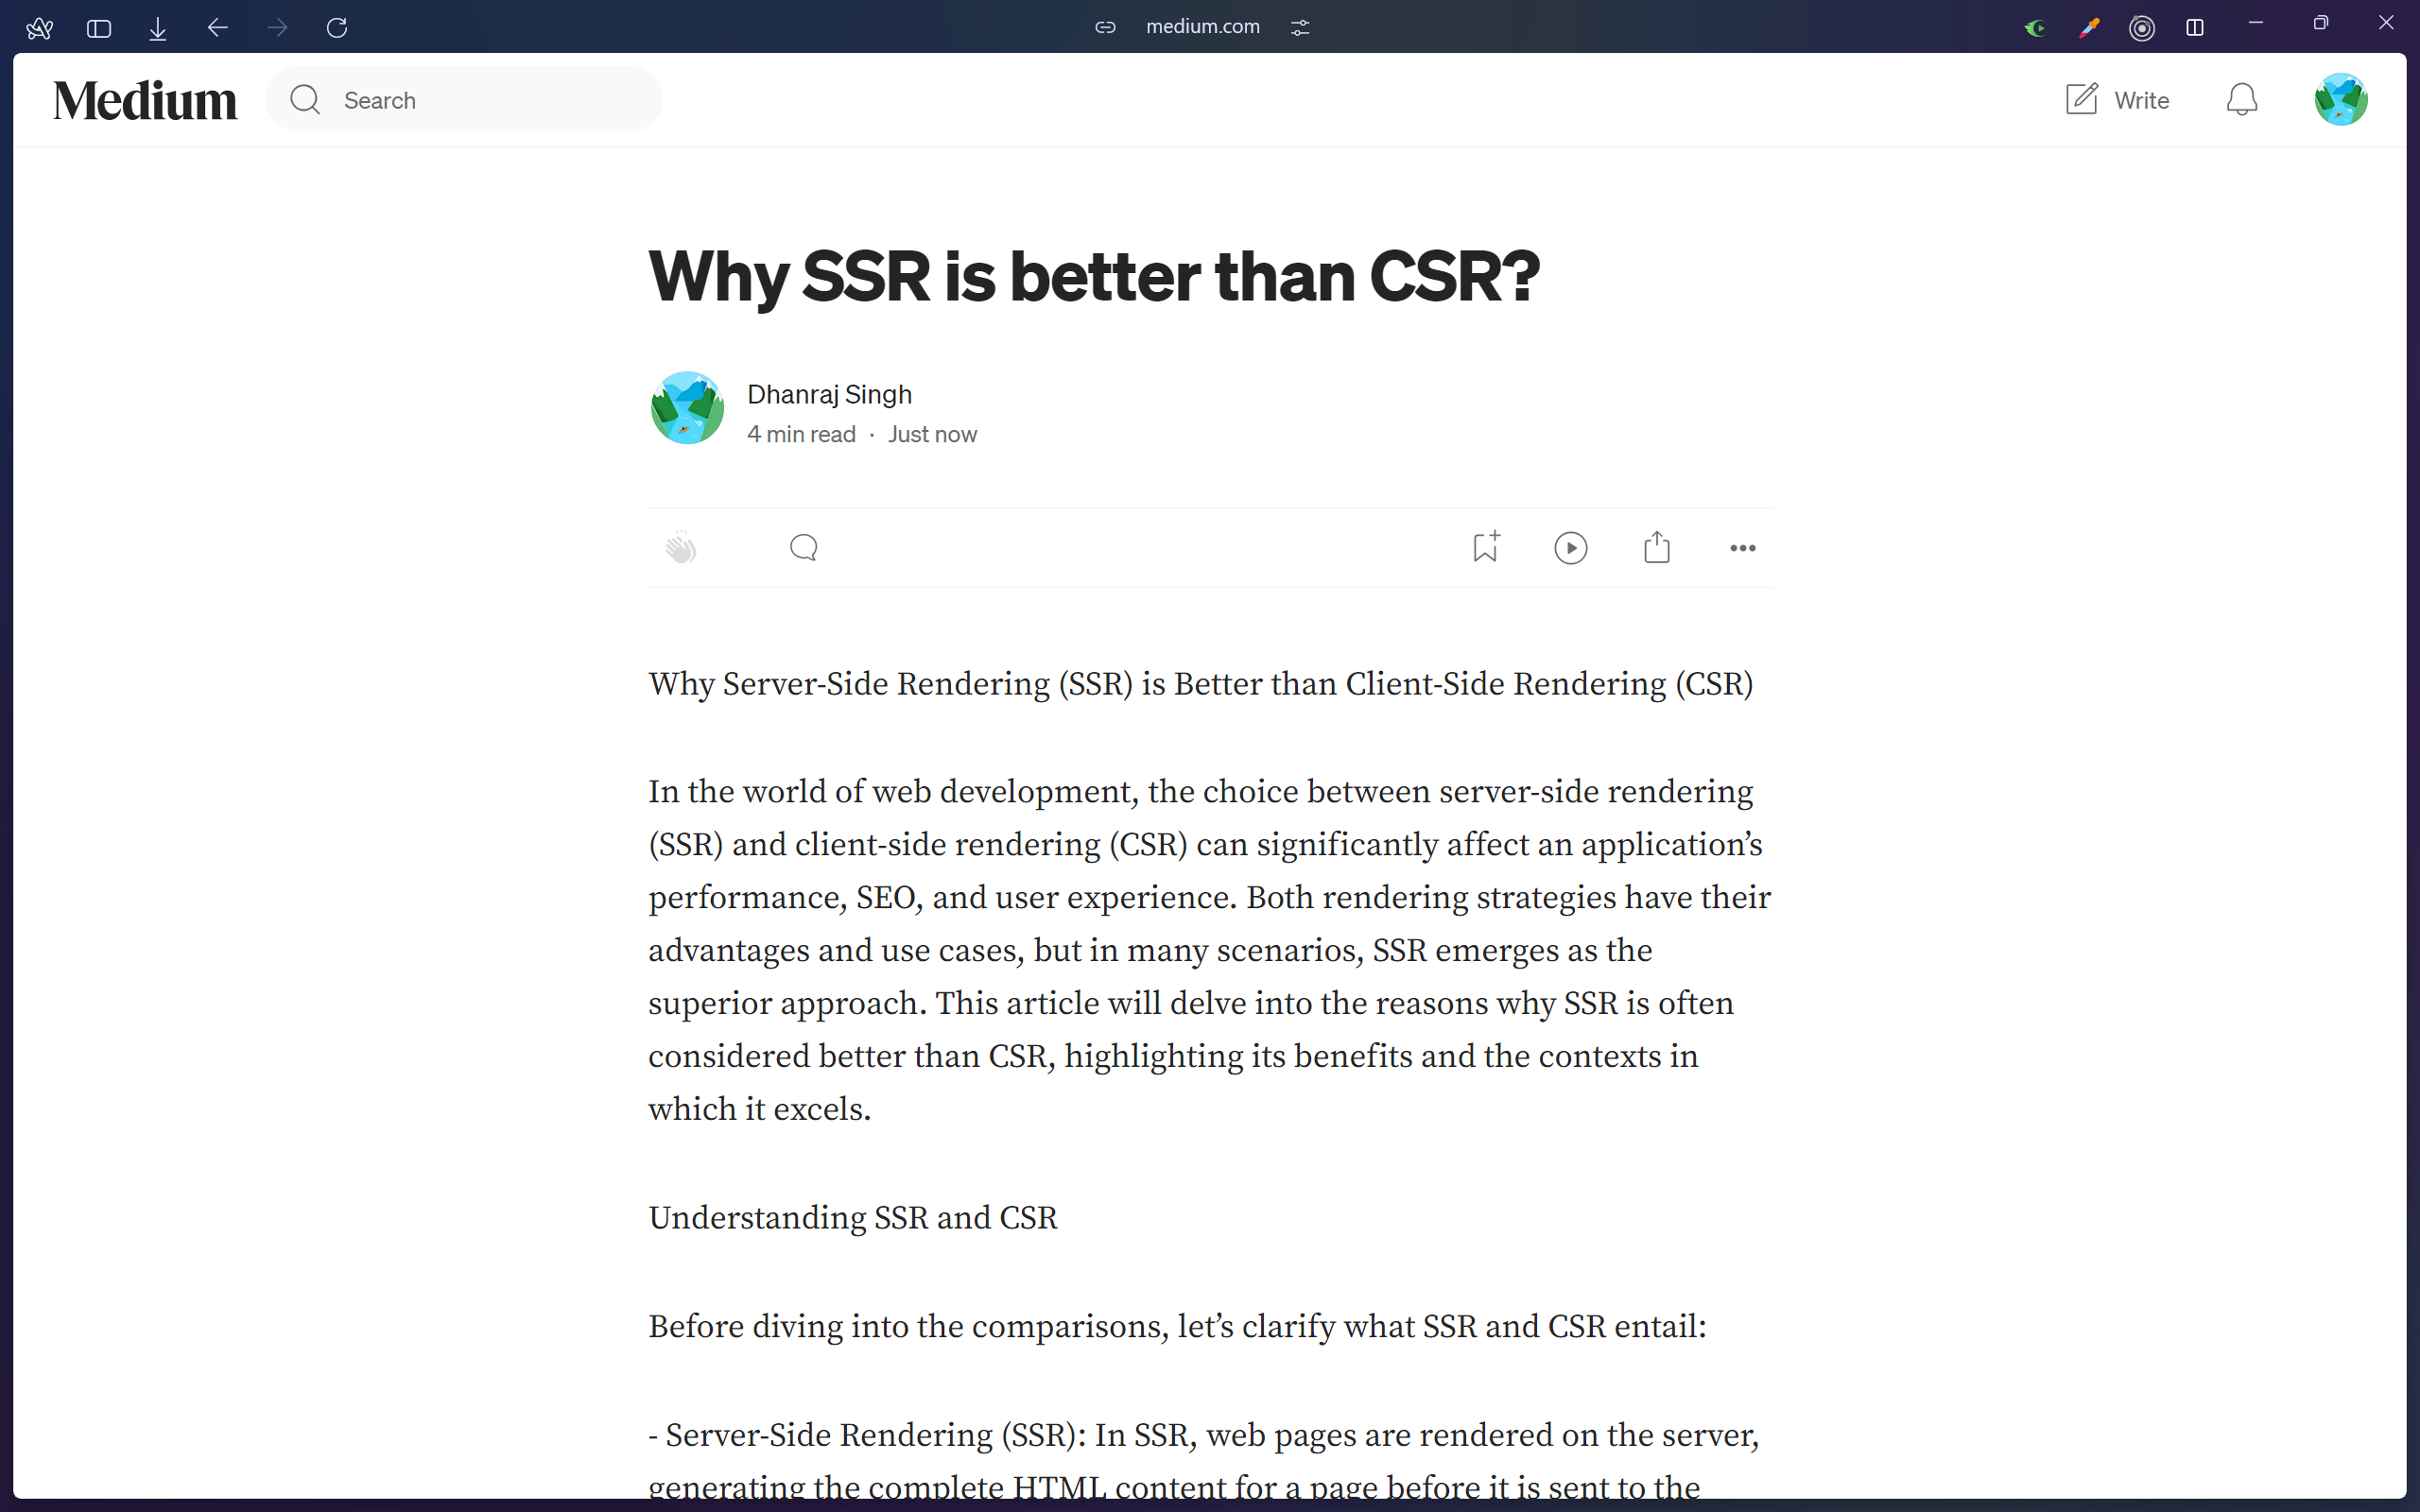 medium.com
Medium
Search
Write
Why SSR is better than CSR?
Dhanraj Singh
4 min read · Just now
Why Server-Side Rendering (SSR) is Better than Client-Side Rendering (CSR)
In the world of web development, the choice between server-side rendering
(SSR) and client-side rendering (CSR) can significantly affect an application’s
performance, SEO, and user experience. Both rendering strategies have their
advantages and use cases, but in many scenarios, SSR emerges as the
superior approach. This article will delve into the reasons why SSR is often
considered better than CSR, highlighting its benefits and the contexts in
which it excels.
Understanding SSR and CSR
Before diving into the comparisons, let’s clarify what SSR and CSR entail:
- Server-Side Rendering (SSR): In SSR, web pages are rendered on the server,
generating the complete HTML content for a page before it is sent to the